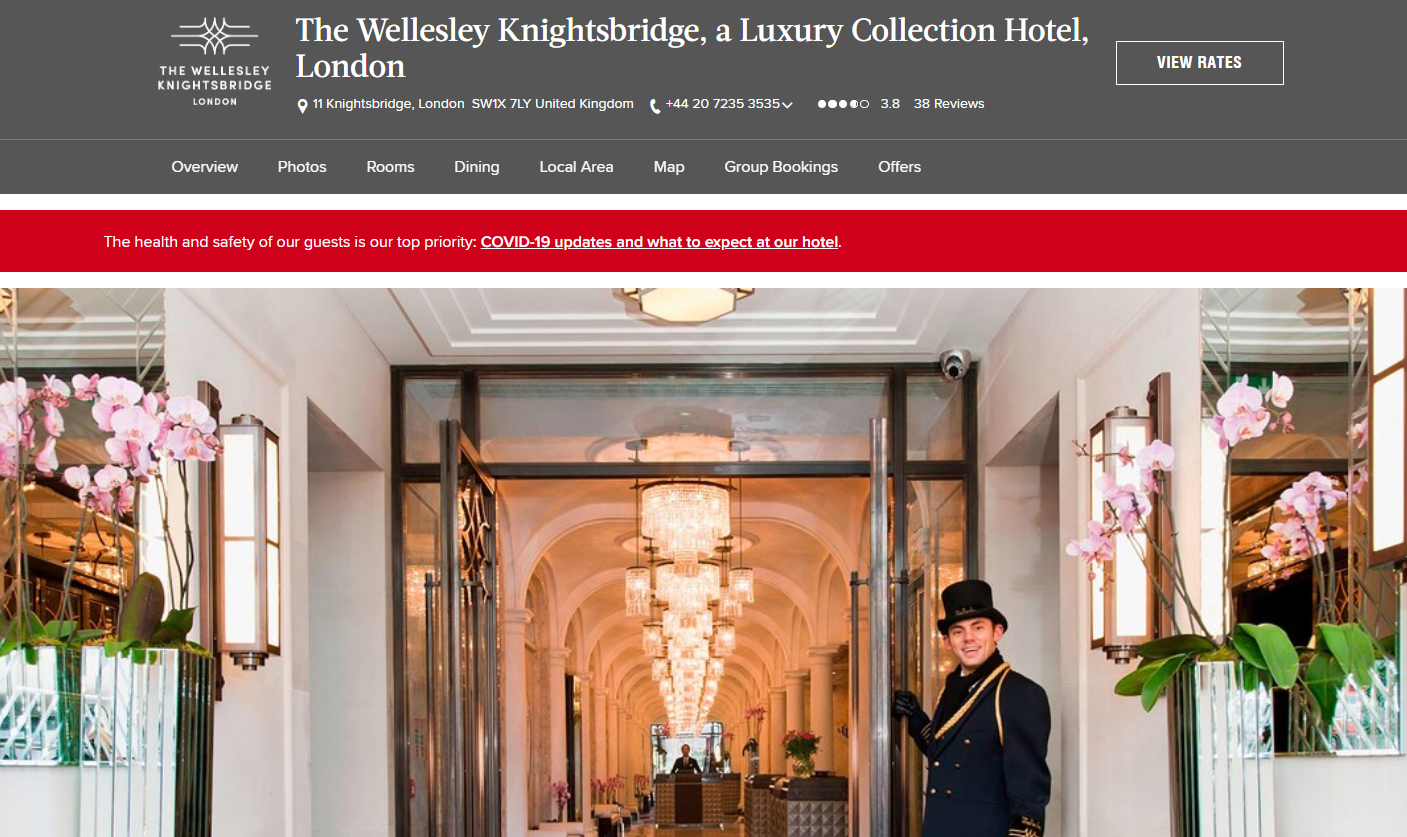 THE WELLESLEY
KNIGHTSBRIDGE
LONDON
The Wellesley Knightsbridge, a Luxury Collection Hotel,
London
11 Knightsbridge, London SW1X 7LY United Kingdom +44 20 7235 3535 3.8 38 Reviews
VIEW RATES
Overview Photos Rooms Dining Local Area Map Group Bookings Offers
The health and safety of our guests is our top priority: COVID-19 updates and what to expect at our hotel.